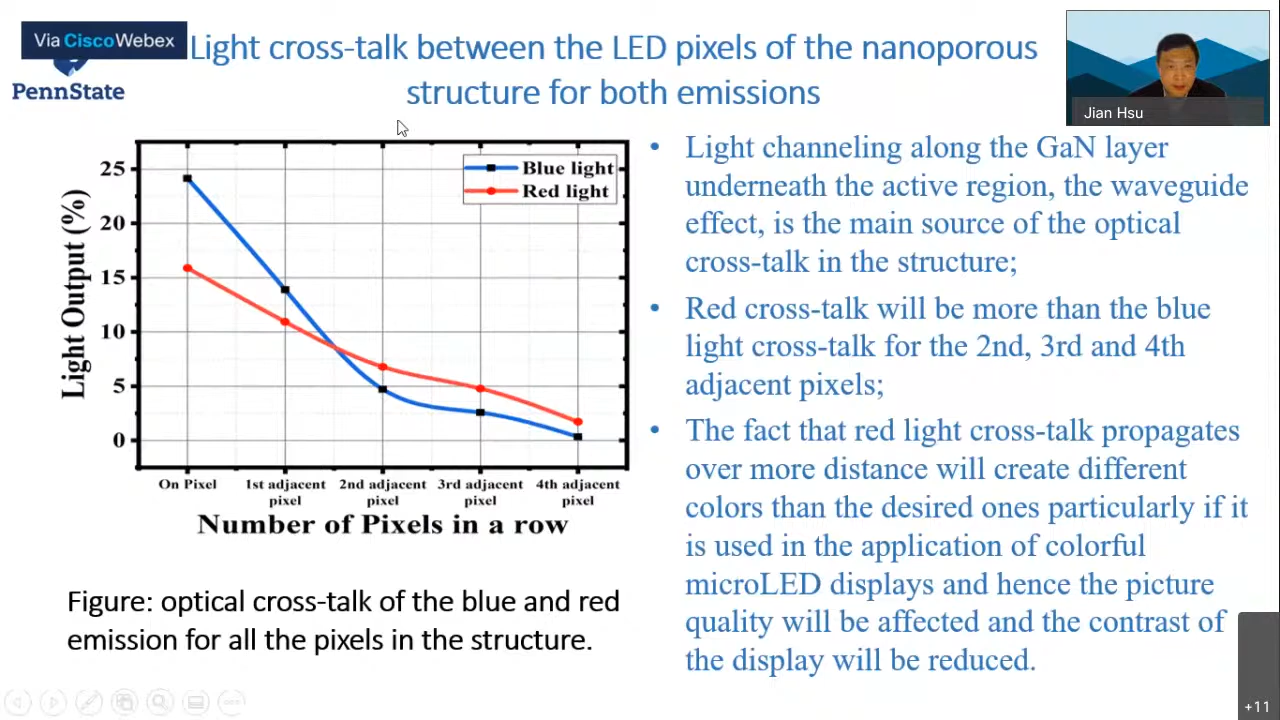 Via Cisco Webex
PennState
Light cross-talk between the LED pixels of the nanoporous
structure for both emissions
Jian Hsu
25
20
15
10
5
0
Light Output (%)
Blue light
Red light
On Pixel
1st adjacent
pixel
2nd adjacent
pixel
3rd adjacent
pixel
4th adjacent
pixel
Number of Pixels in a row
Figure: optical cross-talk of the blue and red
emission for all the pixels in the structure.
• Light channeling along the GaN layer
underneath the active region, the waveguide
effect, is the main source of the optical
cross-talk in the structure;
• Red cross-talk will be more than the blue
light cross-talk for the 2nd, 3rd and 4th
adjacent pixels;
• The fact that red light cross-talk propagates
over more distance will create different
colors than the desired ones particularly if it
is used in the application of colorful
microLED displays and hence the picture
quality will be affected and the contrast of
the display will be reduced.
+11